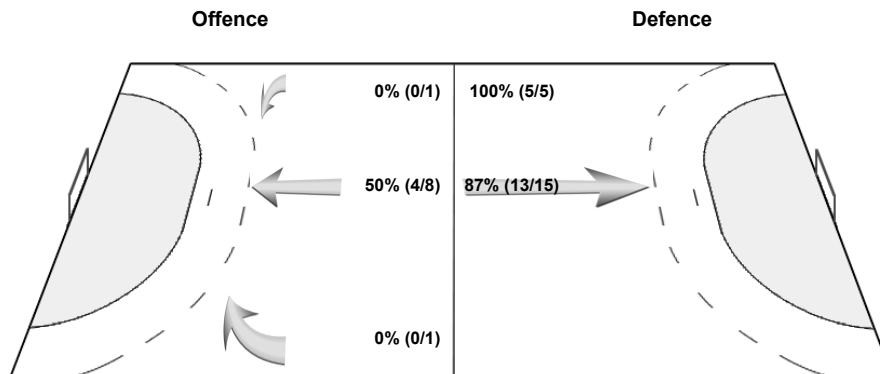 Offence
Defence
0% (0/1)
100% (5/5)
50% (4/8)
87% (13/15)
0% (0/1)